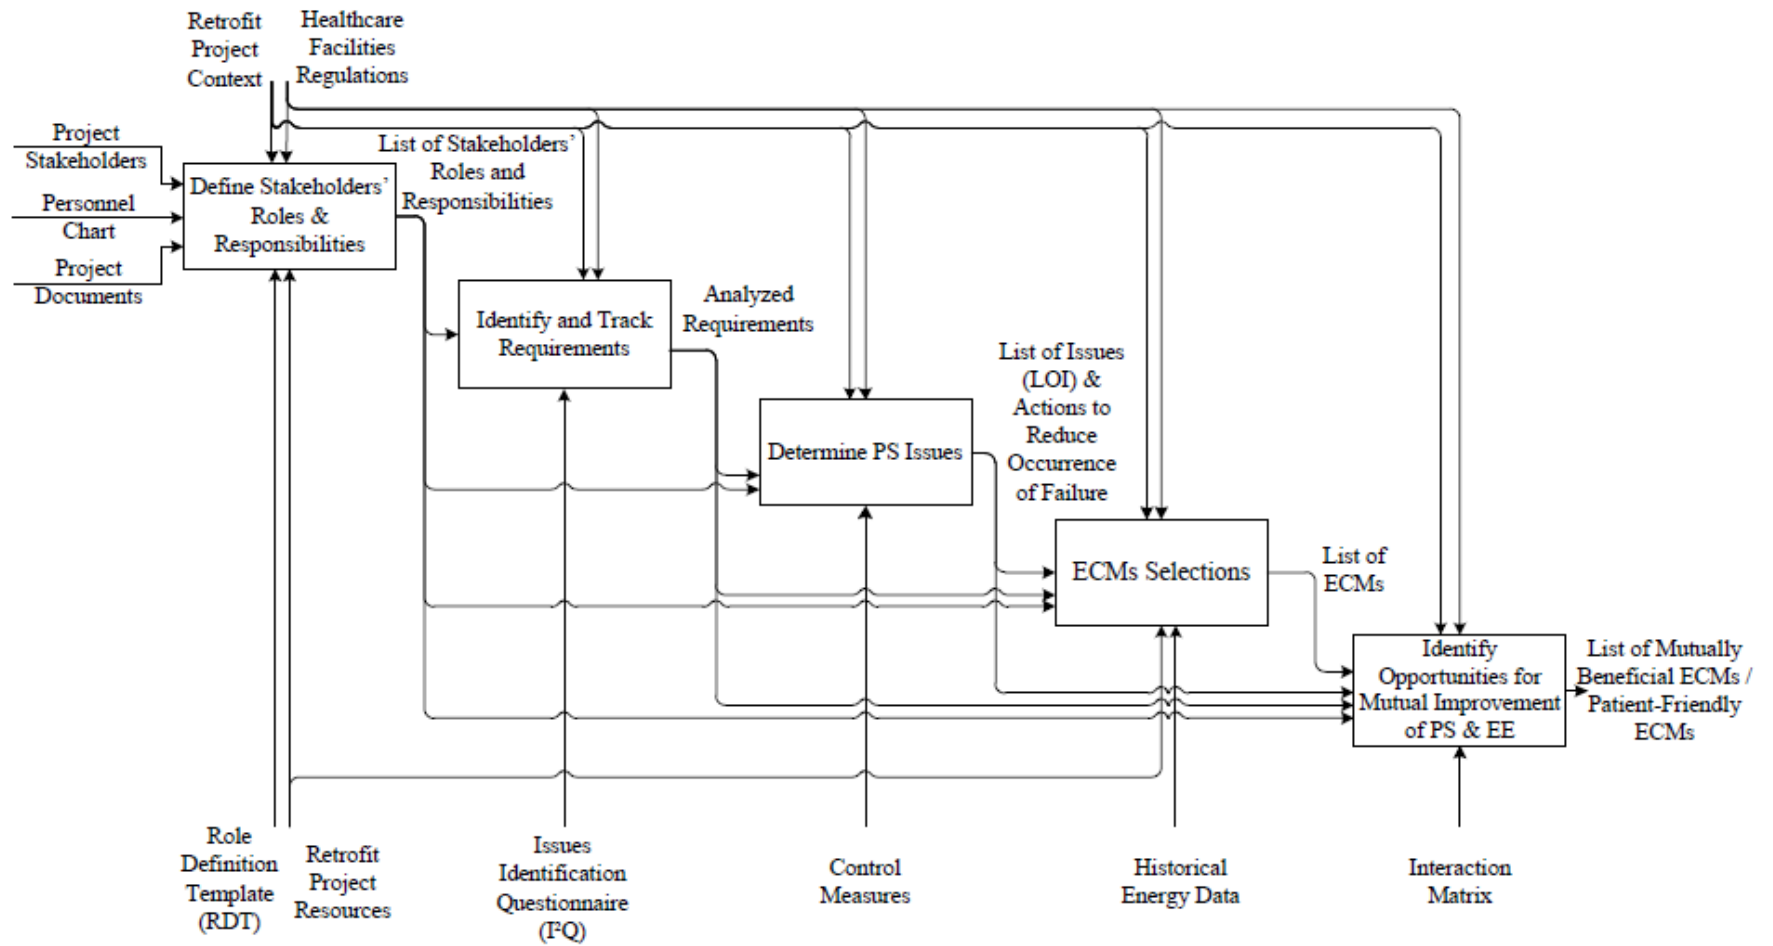 Retrofit
Project
Context
Healthcare
Facilities
Regulations
Project
Stakeholders
Personnel
Chart
Project
Documents
Define Stakeholders'
Roles &
Responsibilities
List of Stakeholders'
Roles and
Responsibilities
Identify and Track
Requirements
Analyzed
Requirements
Determine PS Issues
List of Issues
(LOI) &
Actions to
Reduce
Occurrence
of Failure
ECMs Selections
List of
ECMs
Identify
Opportunities for
Mutual Improvement
of PS & EE
List of Mutually
Beneficial ECMs /
Patient-Friendly
ECMs
Role
Definition
Template
(RDT)
Retrofit
Project
Resources
Issues
Identification
Questionnaire
(I²Q)
Control
Measures
Historical
Energy Data
Interaction
Matrix